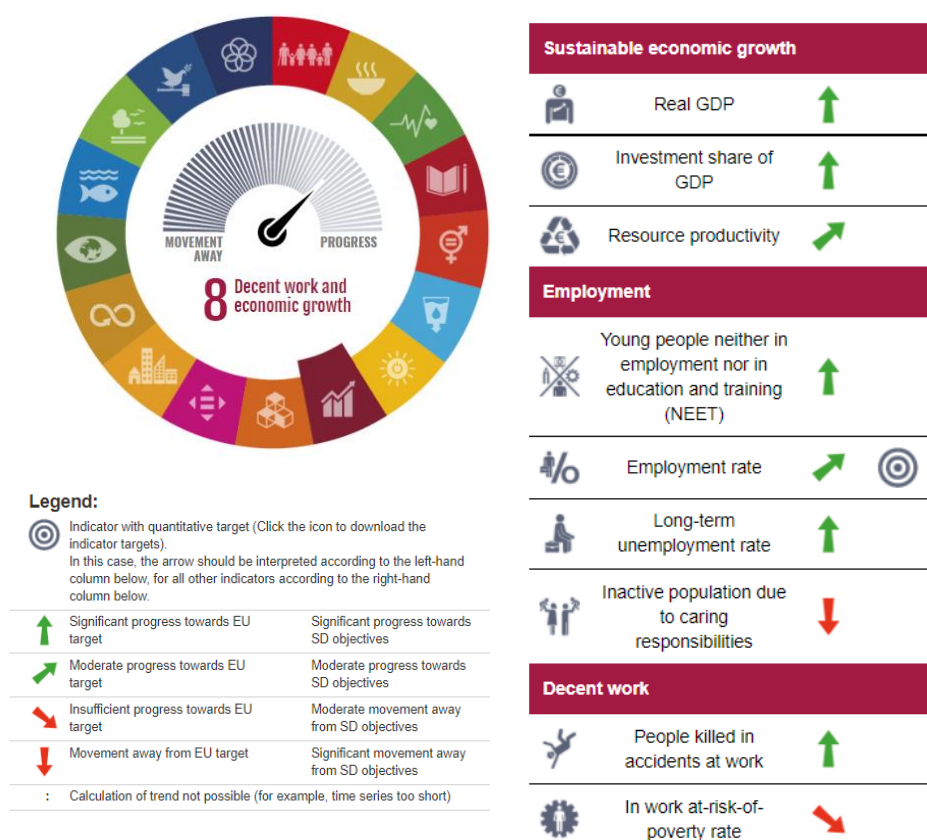 MOVEMENT
AWAY
PROGRESS
8 Decent work and
economic growth
Legend:
Indicator with quantitative target (Click the icon to download the
indicator targets).
In this case, the arrow should be interpreted according to the left-hand
column below, for all other indicators according to the right-hand
column below.
Significant progress towards EU
target
Significant progress towards
SD objectives
Moderate progress towards EU
target
Moderate progress towards
SD objectives
Insufficient progress towards EU
target
Moderate movement away
from SD objectives
Movement away from EU target
Significant movement away
from SD objectives
: Calculation of trend not possible (for example, time series too short)
Sustainable economic growth
Real GDP
Investment share of
GDP
Resource productivity
Employment
Young people neither in
employment nor in
education and training
(NEET)
Employment rate
Long-term
unemployment rate
Inactive population due
to caring
responsibilities
Decent work
People killed in
accidents at work
In work at-risk-of-
poverty rate